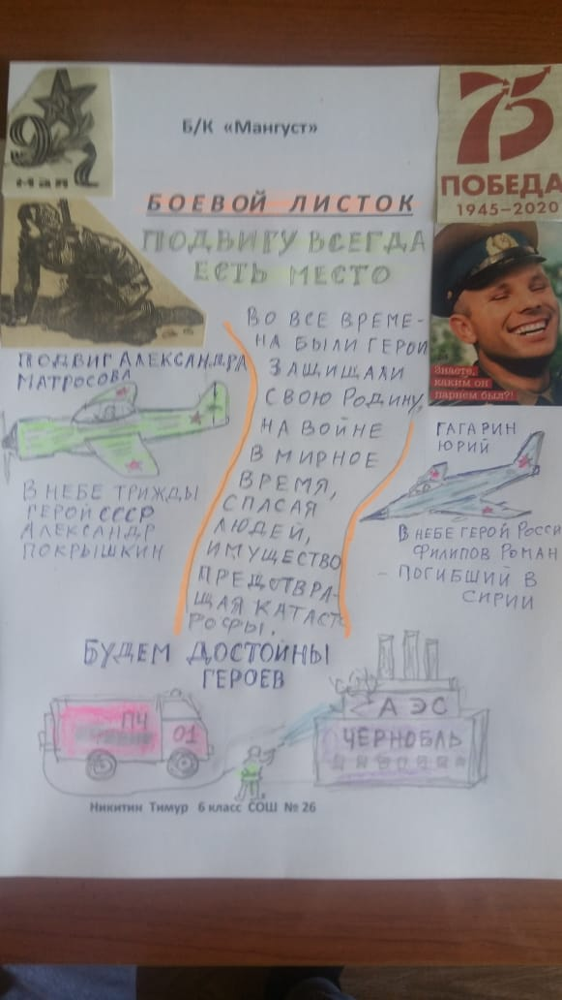 Б/К «Мангуст»
9
мая
75
ПОБЕДА
1945–2020
БОЕВОЙ ЛИСТОК
ПОДВИГУ ВСЕГДА
ЕСТЬ МЕСТО
ПОДВИГ АЛЕКСАНДРА
МАТРОСОВА
В НЕБЕ ТРИЖДЫ
ГЕРОЙ СССР
АЛЕКСАНДР
ПОКРЫШКИН
ВО ВСЕ ВРЕМЕ-
НА БЫЛИ ГЕРОИ
ЗАЩИЩАЛИ
СВОЮ РОДИНУ,
НА ВОЙНЕ
В МИРНОЕ
ВРЕМЯ,
СПАСАЯ
ЛЮДЕЙ,
ИМУЩЕСТВО
ПРЕДОТВРА-
ЩАЯ КАТАСТ-
РОФЫ.
Знаете,
каким он
парнем был?!
ГАГАРИН
ЮРИЙ
В НЕБЕ ГЕРОЙ РОССИ
ФИЛИПОВ РОМАН
- ПОГИБШИЙ В
СИРИИ
БУДЕМ ДОСТОЙНЫ
ГЕРОЕВ
ПЧ
01
АЭС
ЧЕРНОБЛЬ
Никитин Тимур 6 класс СОШ № 26